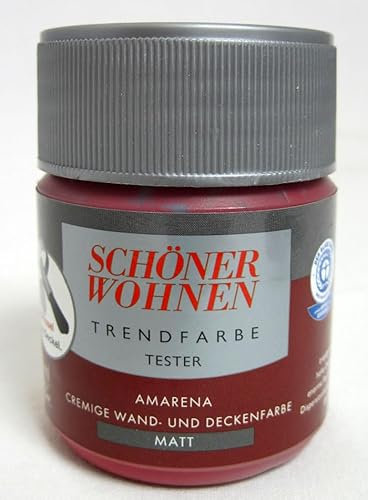 SCHÖNER
WOHNEN
TRENDFARBE
TESTER
AMARENA
CREMIGE WAND- UND DECKENFARBE
MATT